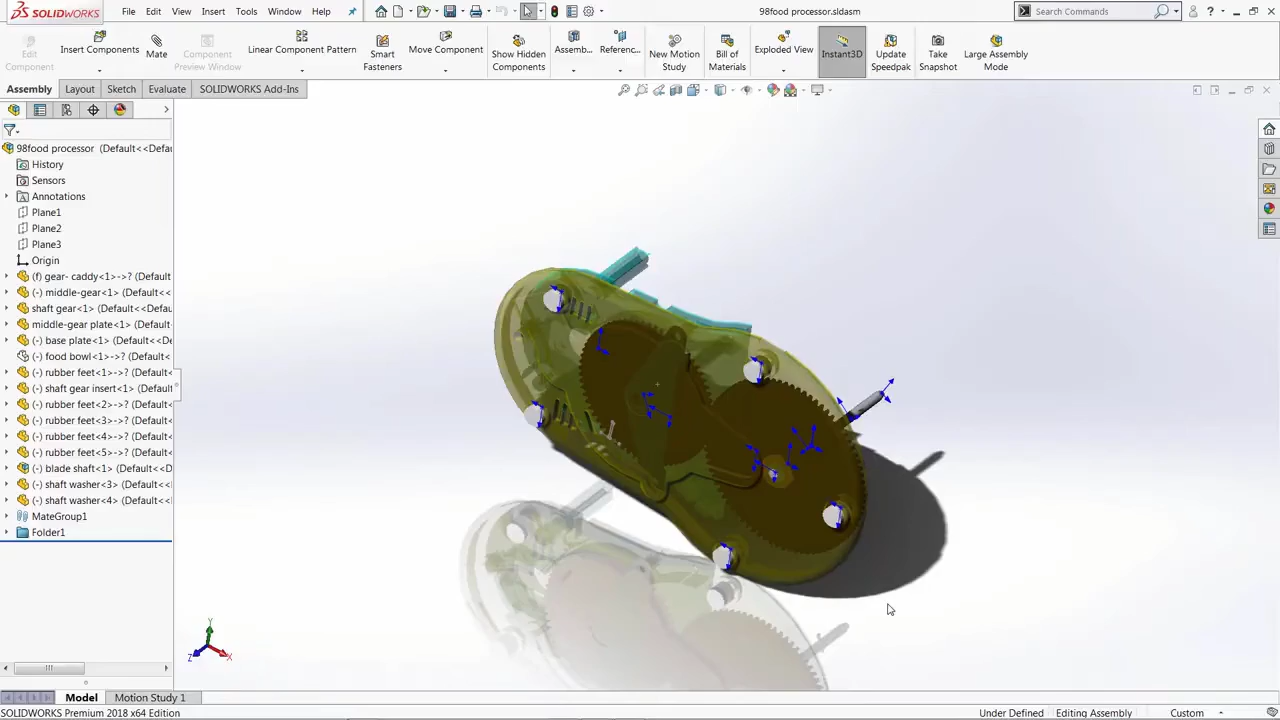 SOLIDWORKS
File Edit View Insert Tools Window Help
98food processor.sldasm
Search Commands
Edit Component
Insert Components
Mate
Component Preview Window
Linear Component Pattern
Smart Fasteners
Move Component
Show Hidden Components
Assemb...
Referenc...
New Motion Study
Bill of Materials
Exploded View
Instant3D
Update Speedpak
Take Snapshot
Large Assembly Mode
Assembly Layout Sketch Evaluate SOLIDWORKS Add-Ins
98food processor (Default<<Defau
History
Sensors
Annotations
Plane1
Plane2
Plane3
Origin
(f) gear- caddy<1>->? (Default
(-) middle-gear<1> (Default<<
shaft gear<1> (Default<<Defau
middle-gear plate<1> (Default
(-) base plate<1> (Default<<D
(-) food bowl<1>->? (Default
(-) rubber feet<1>->? (Default
(-) shaft gear insert<1> (Default
(-) rubber feet<2>->? (Default
(-) rubber feet<3>->? (Default
(-) rubber feet<4>->? (Default
(-) rubber feet<5>->? (Default
(-) blade shaft<1> (Default<<D
(-) shaft washer<3> (Default<<
(-) shaft washer<4> (Default<<
MateGroup1
Folder1
Y
Z
X
Model Motion Study 1
SOLIDWORKS Premium 2018 x64 Edition
Under Defined Editing Assembly Custom